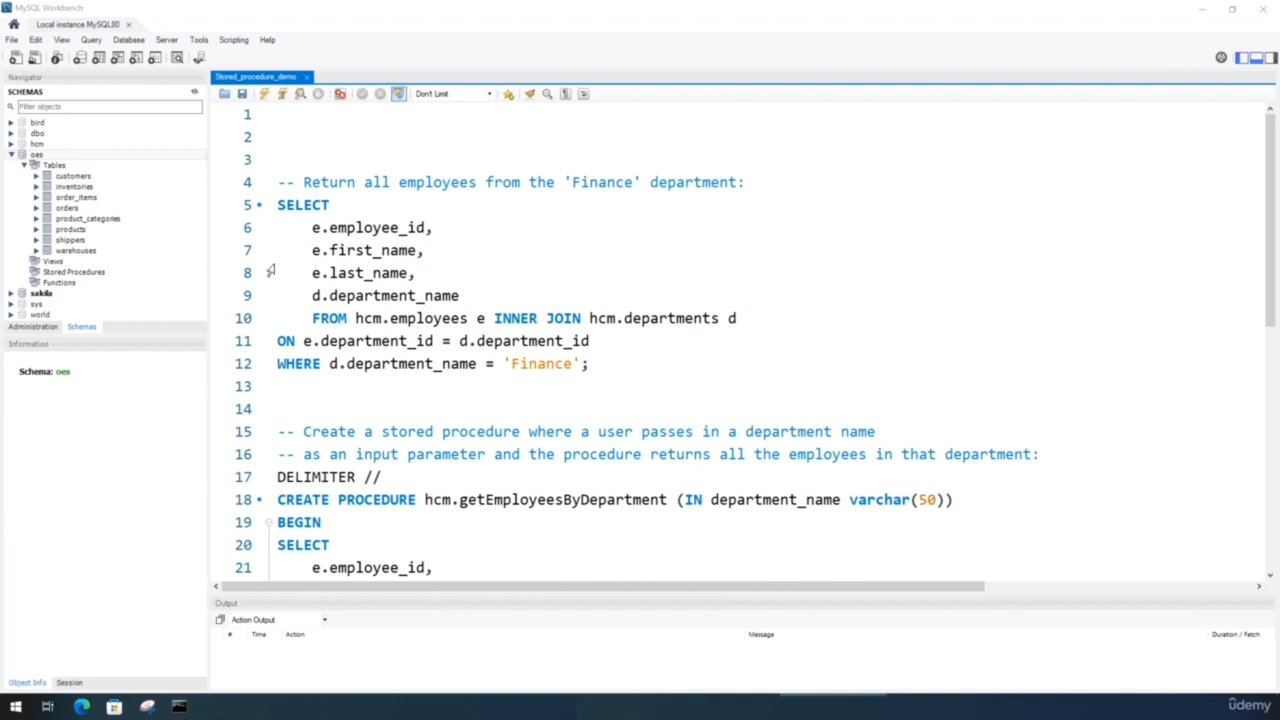 MySQL Workbench
Local instance MySQL80
File Edit View Query Database Server Tools Scripting Help
Navigator
SCHEMAS
Filter objects
bird
dbo
hcm
oes
Tables
customers
inventories
order_items
orders
product_categories
products
shippers
warehouses
Views
Stored Procedures
Functions
sakila
sys
world
Administration Schemas
Information
Schema: oes
Object Info Session
Stored_procedure_demo
Don't Limit
1
2
3
4 -- Return all employees from the 'Finance' department:
5 SELECT
6 e.employee_id,
7 e.first_name,
8 e.last_name,
9 d.department_name
10 FROM hcm.employees e INNER JOIN hcm.departments d
11 ON e.department_id = d.department_id
12 WHERE d.department_name = 'Finance';
13
14
15 -- Create a stored procedure where a user passes in a department name
16 -- as an input parameter and the procedure returns all the employees in that department:
17 DELIMITER //
18 CREATE PROCEDURE hcm.getEmployeesByDepartment (IN department_name varchar(50))
19 BEGIN
20 SELECT
21 e.employee_id,
Output
Action Output
# Time Action Message Duration / Fetch
ûdemy